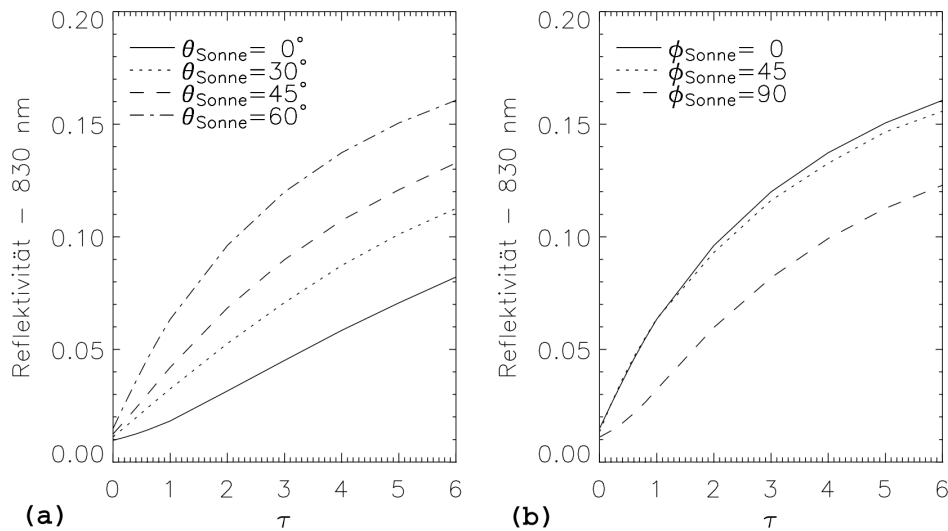 0.20
θSonne= 0°
θSonne=30°
θSonne=45°
θSonne=60°
0.15
0.10
0.05
0.00
Reflektivität – 830 nm
0 1 2 3 4 5 6
τ
(a)
0.20
ϕSonne= 0
ϕSonne=45
ϕSonne=90
0.15
0.10
0.05
0.00
Reflektivität – 830 nm
0 1 2 3 4 5 6
τ
(b)